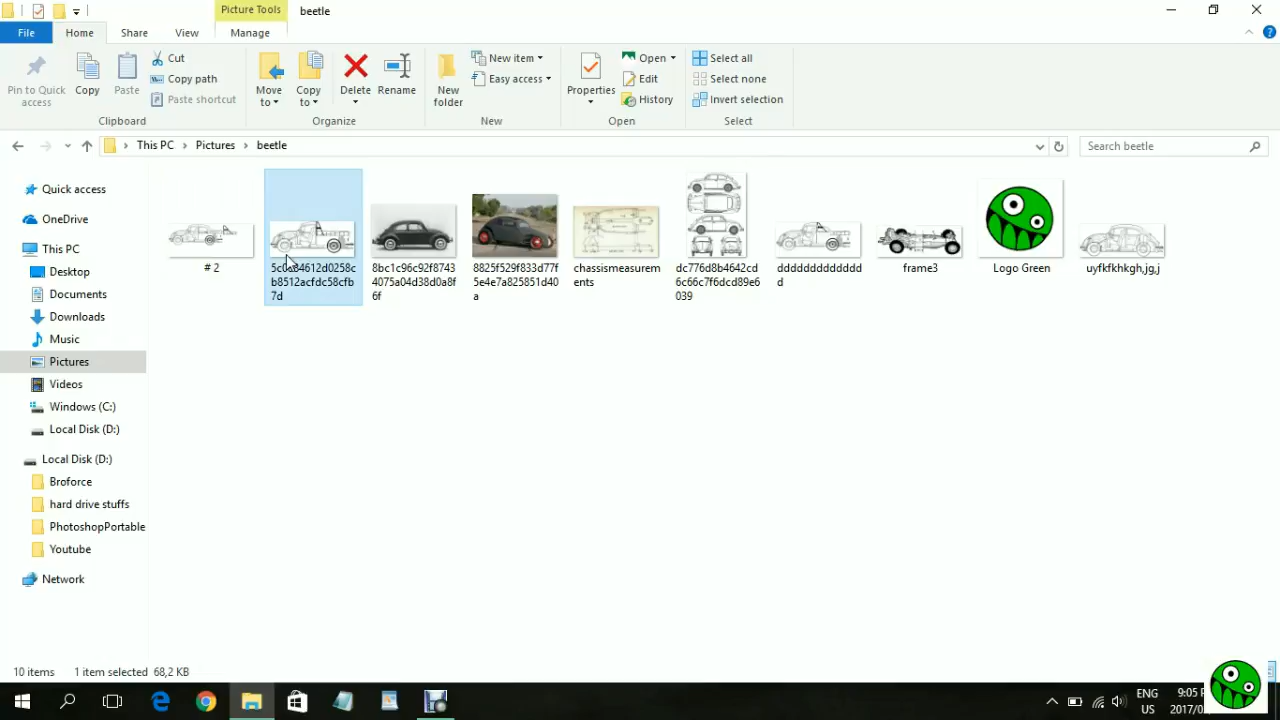 Picture Tools
beetle
File
Home
Share
View
Manage
Pin to Quick
access
Copy
Paste
Cut
Copy path
Paste shortcut
Move
to
Copy
to
Delete
Rename
New
folder
New item
Easy access
Properties
Open
Edit
History
Select all
Select none
Invert selection
Clipboard
Organize
New
Open
Select
This PC
Pictures
beetle
Search beetle
Quick access
OneDrive
This PC
Desktop
Documents
Downloads
Music
Pictures
Videos
Windows (C:)
Local Disk (D:)
Local Disk (D:)
Broforce
hard drive stuffs
PhotoshopPortable
Youtube
Network
# 2
b8512acfdc58cfb
7d
8bc1c96c92f8743
4075a04d38d0a8f
6f
8825f529f833d77f
5e4e7a825851d40
a
chassismeasurem
ents
dc776d8b4642cd
6c66c7f6dcd89e6
039
ddddddddddddd
d
frame3
Logo Green
uyfkfkhkgh,jg,j
10 items
1 item selected
68,2 KB
ENG
US
9:05